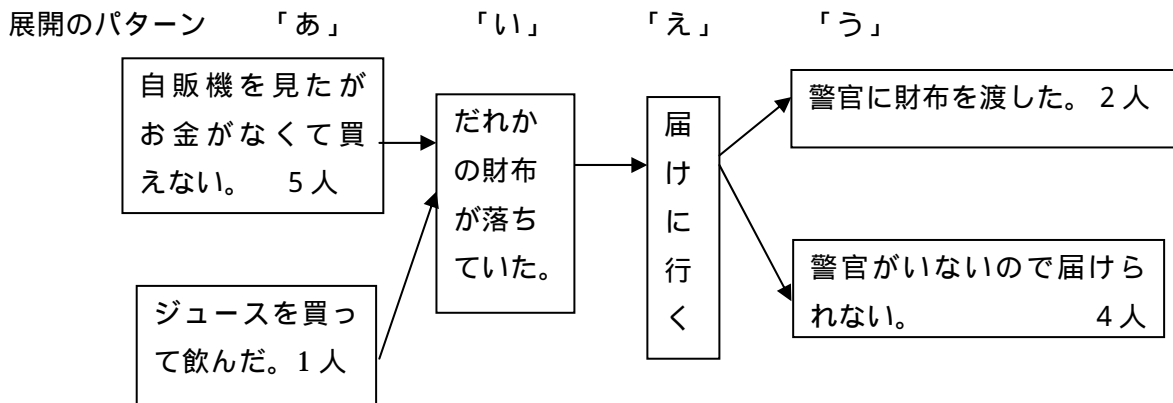 展開のパターン 「あ」 「い」 「え」 「う」
自販機を見たが
お金がなくて買
えない。 5人
ジュースを買っ
て飲んだ。1人
だれか
の財布
が落ち
ていた。
届
け
に
行
く
警官に財布を渡した。2人
警官がいないので届けら
れない。 4人